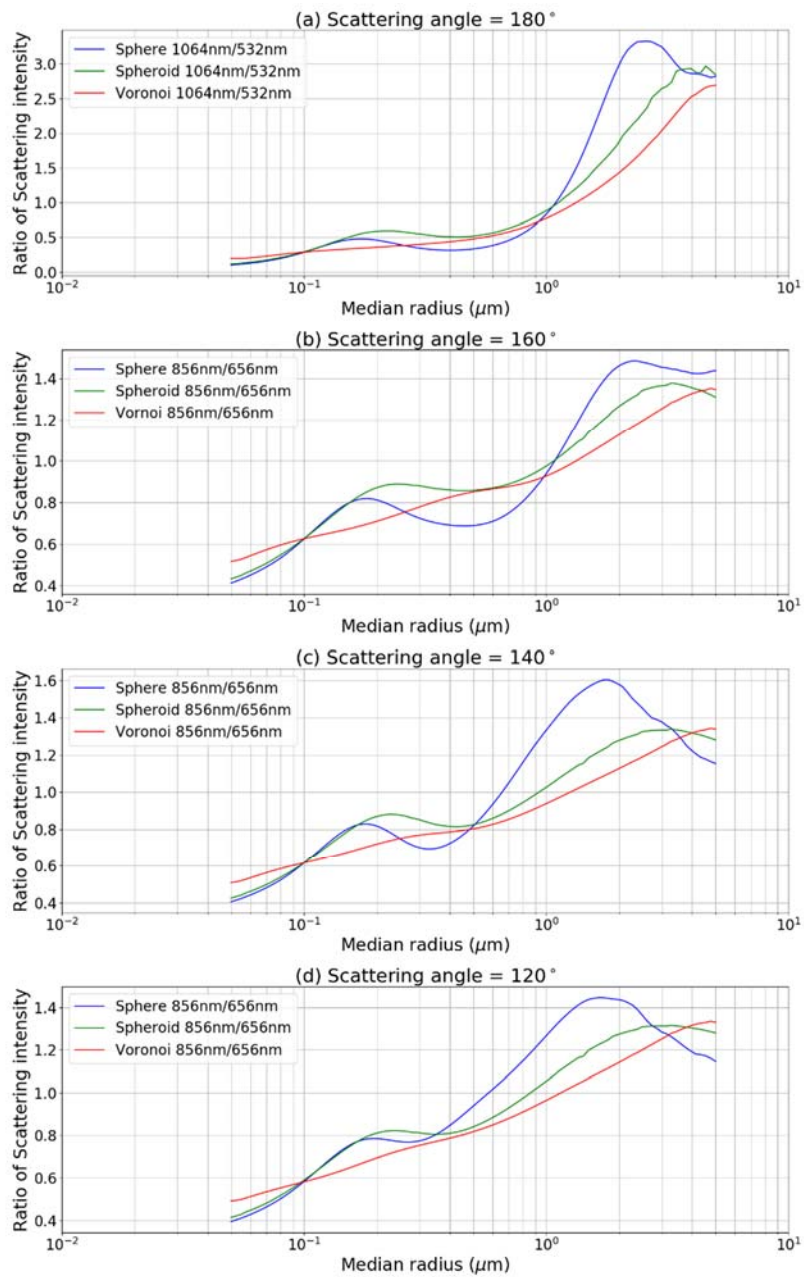 (a) Scattering angle = 180°
Ratio of Scattering intensity
3.0
2.5
2.0
1.5
1.0
0.5
0.0
Sphere 1064nm/532nm
Spheroid 1064nm/532nm
Voronoi 1064nm/532nm
10⁻² 10⁻¹ 10⁰ 10¹
Median radius (μm)
(b) Scattering angle = 160°
Ratio of Scattering intensity
1.4
1.2
1.0
0.8
0.6
0.4
Sphere 856nm/656nm
Spheroid 856nm/656nm
Vornoi 856nm/656nm
10⁻² 10⁻¹ 10⁰ 10¹
Median radius (μm)
(c) Scattering angle = 140°
Ratio of Scattering intensity
1.6
1.4
1.2
1.0
0.8
0.6
0.4
Sphere 856nm/656nm
Spheroid 856nm/656nm
Voronoi 856nm/656nm
10⁻² 10⁻¹ 10⁰ 10¹
Median radius (μm)
(d) Scattering angle = 120°
Ratio of Scattering intensity
1.4
1.2
1.0
0.8
0.6
0.4
Sphere 856nm/656nm
Spheroid 856nm/656nm
Voronoi 856nm/656nm
10⁻² 10⁻¹ 10⁰ 10¹
Median radius (μm)